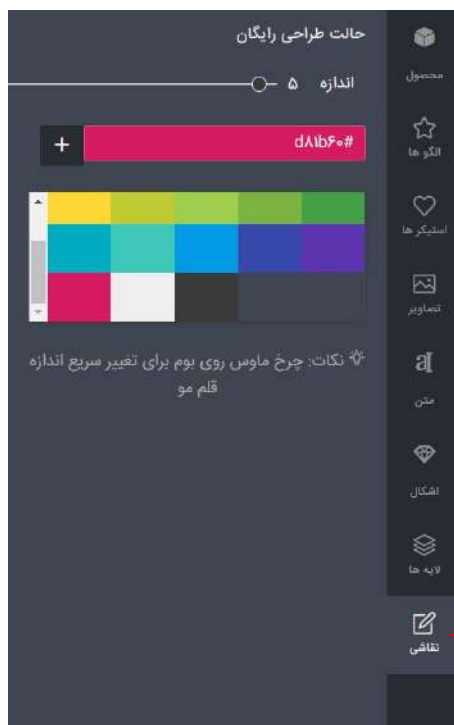 حالت طراحی رایگان
اندازه ۵
#d۸۱b۶۰
+
نکات: چرخ ماوس روی بوم برای تغییر سریع اندازه
قلم مو
محصول
الگو ها
استیکر ها
تصاویر
a
متن
اشکال
لایه ها
نقاشی